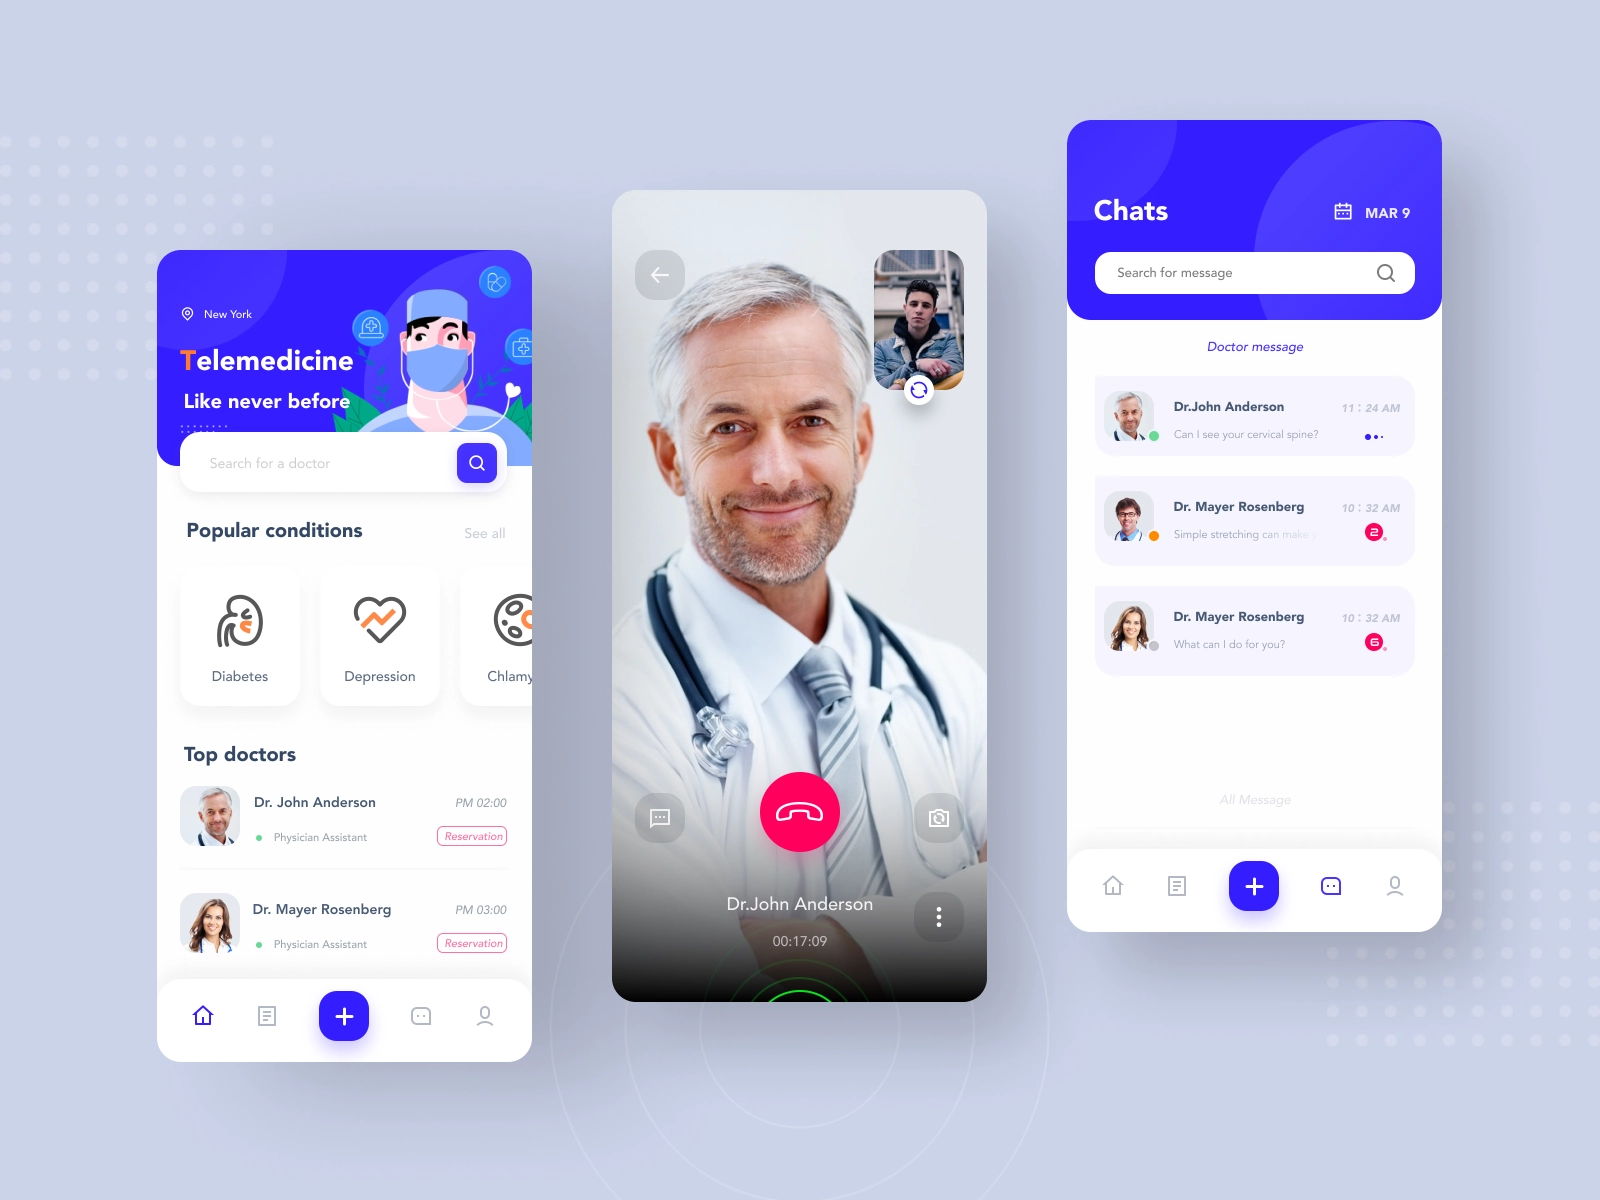 New York
Telemedicine
Like never before
Search for a doctor
Popular conditions
See all
Diabetes
Depression
Chlamy
Top doctors
Dr. John Anderson
PM 02:00
Physician Assistant
Reservation
Dr. Mayer Rosenberg
PM 03:00
Physician Assistant
Reservation
Dr.John Anderson
00:17:09
Chats
MAR 9
Search for message
Doctor message
Dr.John Anderson
11 : 24 AM
Can I see your cervical spine?
Dr. Mayer Rosenberg
10 : 32 AM
Simple stretching can make
2
Dr. Mayer Rosenberg
10 : 32 AM
What can I do for you?
6
All Message